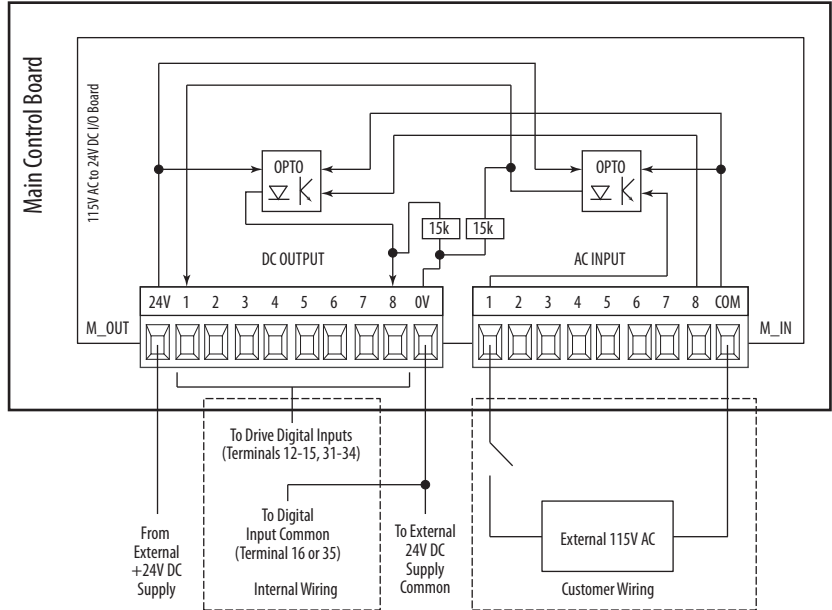 Main Control Board
115V AC to 24V DC I/O Board
OPTO
OPTO
15k
15k
DC OUTPUT
AC INPUT
24V 1 2 3 4 5 6 7 8 0V
1 2 3 4 5 6 7 8 COM
M_OUT
M_IN
To Drive Digital Inputs
(Terminals 12-15, 31-34)
From
External
+24V DC
Supply
To Digital
Input Common
(Terminal 16 or 35)
Internal Wiring
To External
24V DC
Supply
Common
External 115V AC
Customer Wiring